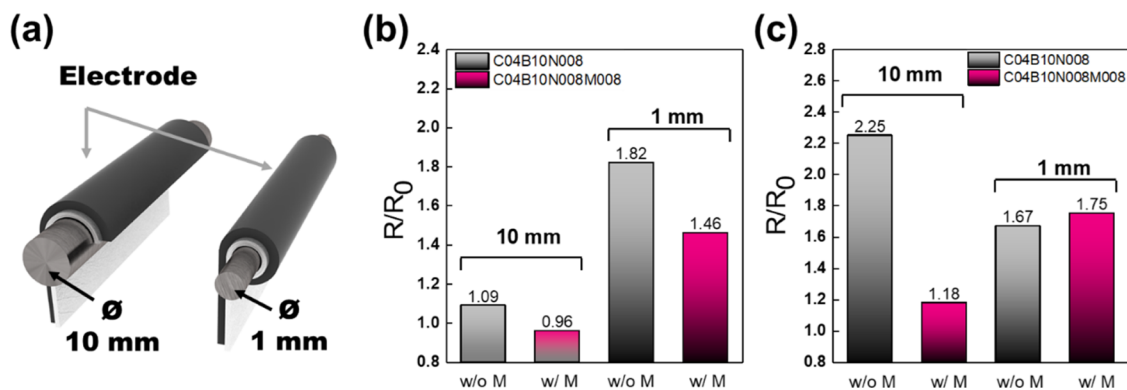 (a)
Electrode
Ø
10 mm
Ø
1 mm
(b)
R/R0
2.4
2.2
2.0
1.8
1.6
1.4
1.2
1.0
0.8
C04B10N008
C04B10N008M008
10 mm
1 mm
1.09
0.96
1.82
1.46
w/o M
w/ M
w/o M
w/ M
(c)
R/R0
2.8
2.6
2.4
2.2
2.0
1.8
1.6
1.4
1.2
1.0
0.8
C04B10N008
C04B10N008M008
10 mm
1 mm
2.25
1.18
1.67
1.75
w/o M
w/ M
w/o M
w/ M